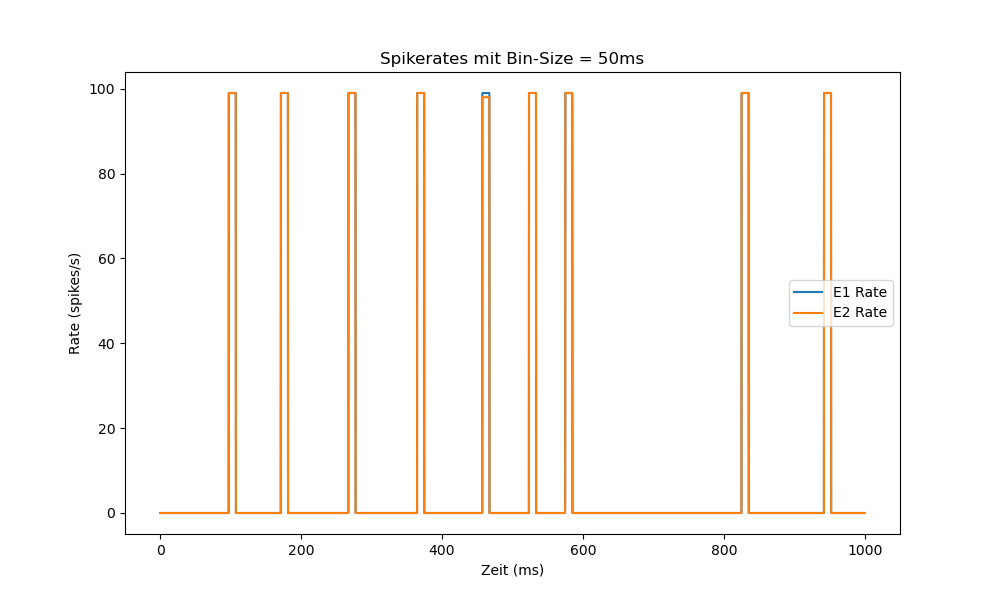 Spikerates mit Bin-Size = 50ms
Rate (spikes/s)
100
80
60
40
20
0
E1 Rate
E2 Rate
0 200 400 600 800 1000
Zeit (ms)